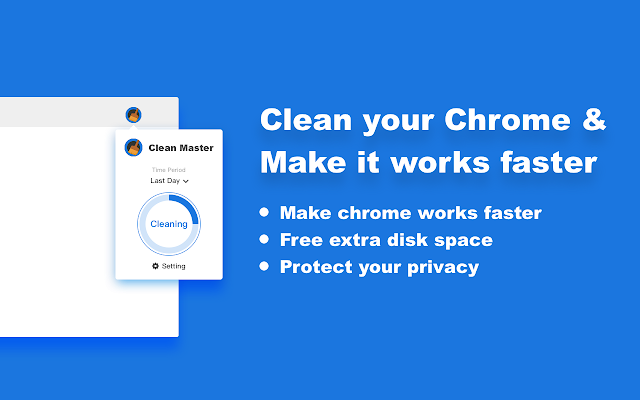 Clean your Chrome &
Make it works faster
Make chrome works faster
Free extra disk space
Protect your privacy
Clean Master
Time Period
Last Day
Cleaning
Setting